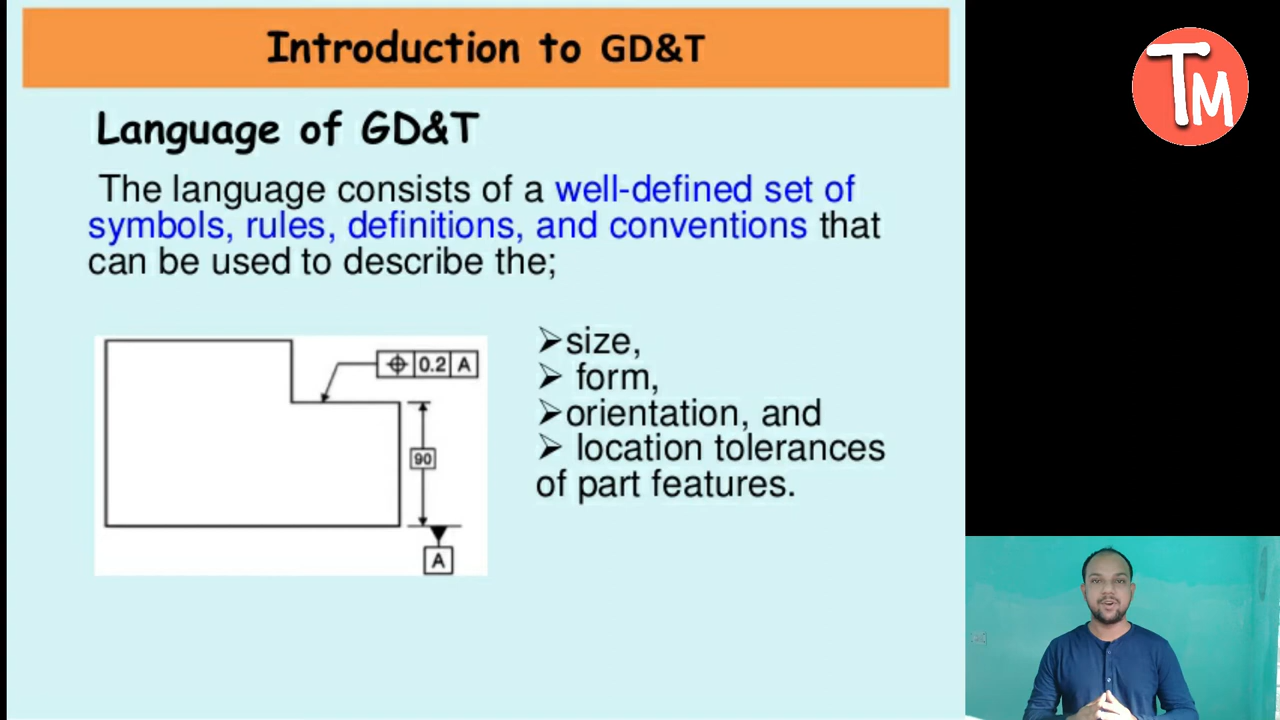 Introduction to GD&T
TM
Language of GD&T
The language consists of a well-defined set of
symbols, rules, definitions, and conventions that
can be used to describe the;
⌖ 0.2 A
90
A
➢size,
➢ form,
➢orientation, and
➢ location tolerances
of part features.